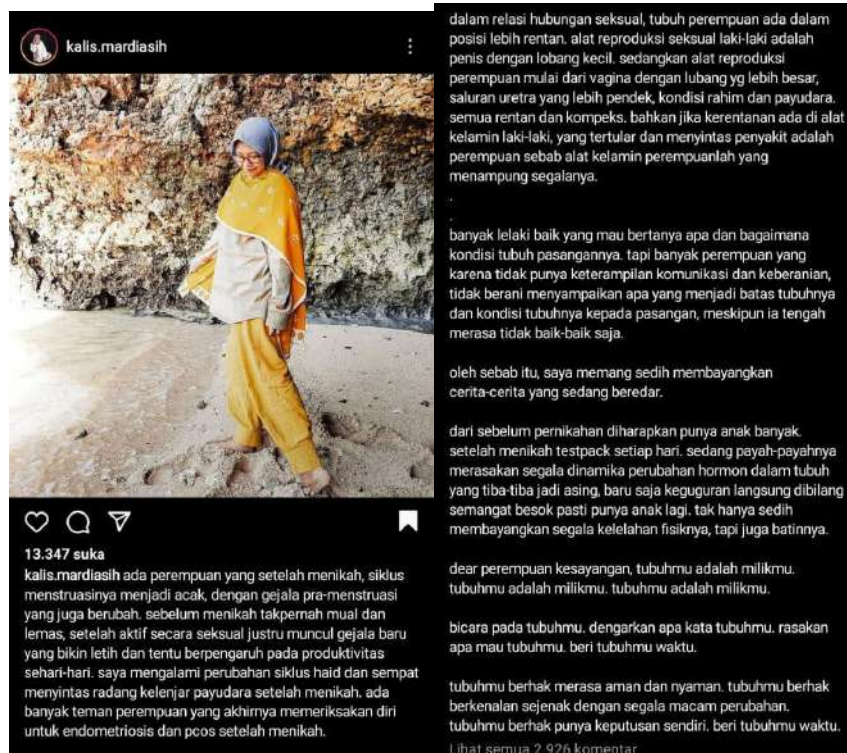 kalis.mardiasih
13.347 suka
kalis.mardiasih ada perempuan yang setelah menikah, siklus
menstruasinya menjadi acak, dengan gejala pra-menstruasi
yang juga berubah. sebelum menikah takpernah mual dan
lemas, setelah aktif secara seksual justru muncul gejala baru
yang bikin letih dan tentu berpengaruh pada produktivitas
sehari-hari. saya mengalami perubahan siklus haid dan sempat
menyintas radang kelenjar payudara setelah menikah. ada
banyak teman perempuan yang akhirnya memeriksakan diri
untuk endometriosis dan pcos setelah menikah.
dalam relasi hubungan seksual, tubuh perempuan ada dalam
posisi lebih rentan. alat reproduksi seksual laki-laki adalah
penis dengan lobang kecil. sedangkan alat reproduksi
perempuan mulai dari vagina dengan lubang yg lebih besar,
saluran uretra yang lebih pendek, kondisi rahim dan payudara.
semua rentan dan kompeks. bahkan jika kerentanan ada di alat
kelamin laki-laki, yang tertular dan menyintas penyakit adalah
perempuan sebab alat kelamin perempuanlah yang
menampung segalanya.
.
.
banyak lelaki baik yang mau bertanya apa dan bagaimana
kondisi tubuh pasangannya. tapi banyak perempuan yang
karena tidak punya keterampilan komunikasi dan keberanian,
tidak berani menyampaikan apa yang menjadi batas tubuhnya
dan kondisi tubuhnya kepada pasangan, meskipun ia tengah
merasa tidak baik-baik saja.
oleh sebab itu, saya memang sedih membayangkan
cerita-cerita yang sedang beredar.
dari sebelum pernikahan diharapkan punya anak banyak.
setelah menikah testpack setiap hari. sedang payah-payahnya
merasakan segala dinamika perubahan hormon dalam tubuh
yang tiba-tiba jadi asing, baru saja keguguran langsung dibilang
semangat besok pasti punya anak lagi. tak hanya sedih
membayangkan segala kelelahan fisiknya, tapi juga batinnya.
dear perempuan kesayangan, tubuhmu adalah milikmu.
tubuhmu adalah milikmu. tubuhmu adalah milikmu.
bicara pada tubuhmu. dengarkan apa kata tubuhmu. rasakan
apa mau tubuhmu. beri tubuhmu waktu.
tubuhmu berhak merasa aman dan nyaman. tubuhmu berhak
berkenalan sejenak dengan segala macam perubahan.
tubuhmu berhak punya keputusan sendiri. beri tubuhmu waktu.
Lihat semua 2.926 komentar